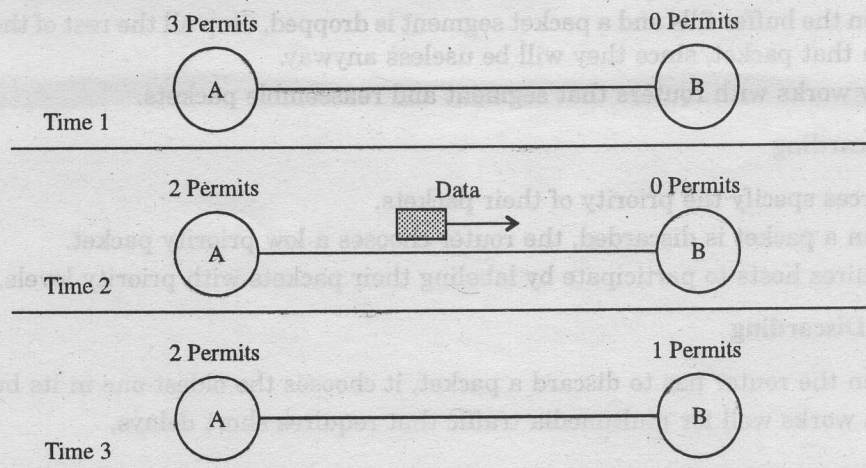 3 Permits 0 Permits
A B
Time 1
2 Permits Data 0 Permits
A B
Time 2
2 Permits 1 Permits
A B
Time 3